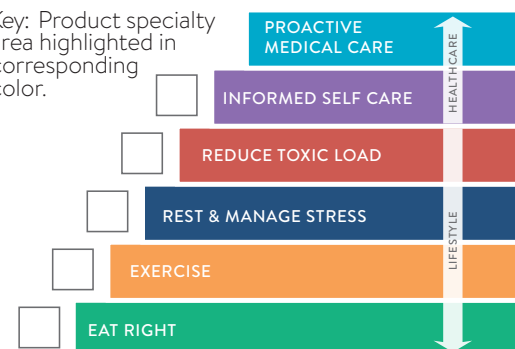 Key: Product specialty
area highlighted in
corresponding
color.
PROACTIVE
MEDICAL CARE
INFORMED SELF CARE
REDUCE TOXIC LOAD
REST & MANAGE STRESS
EXERCISE
EAT RIGHT
HEALTHCARE
LIFESTYLE